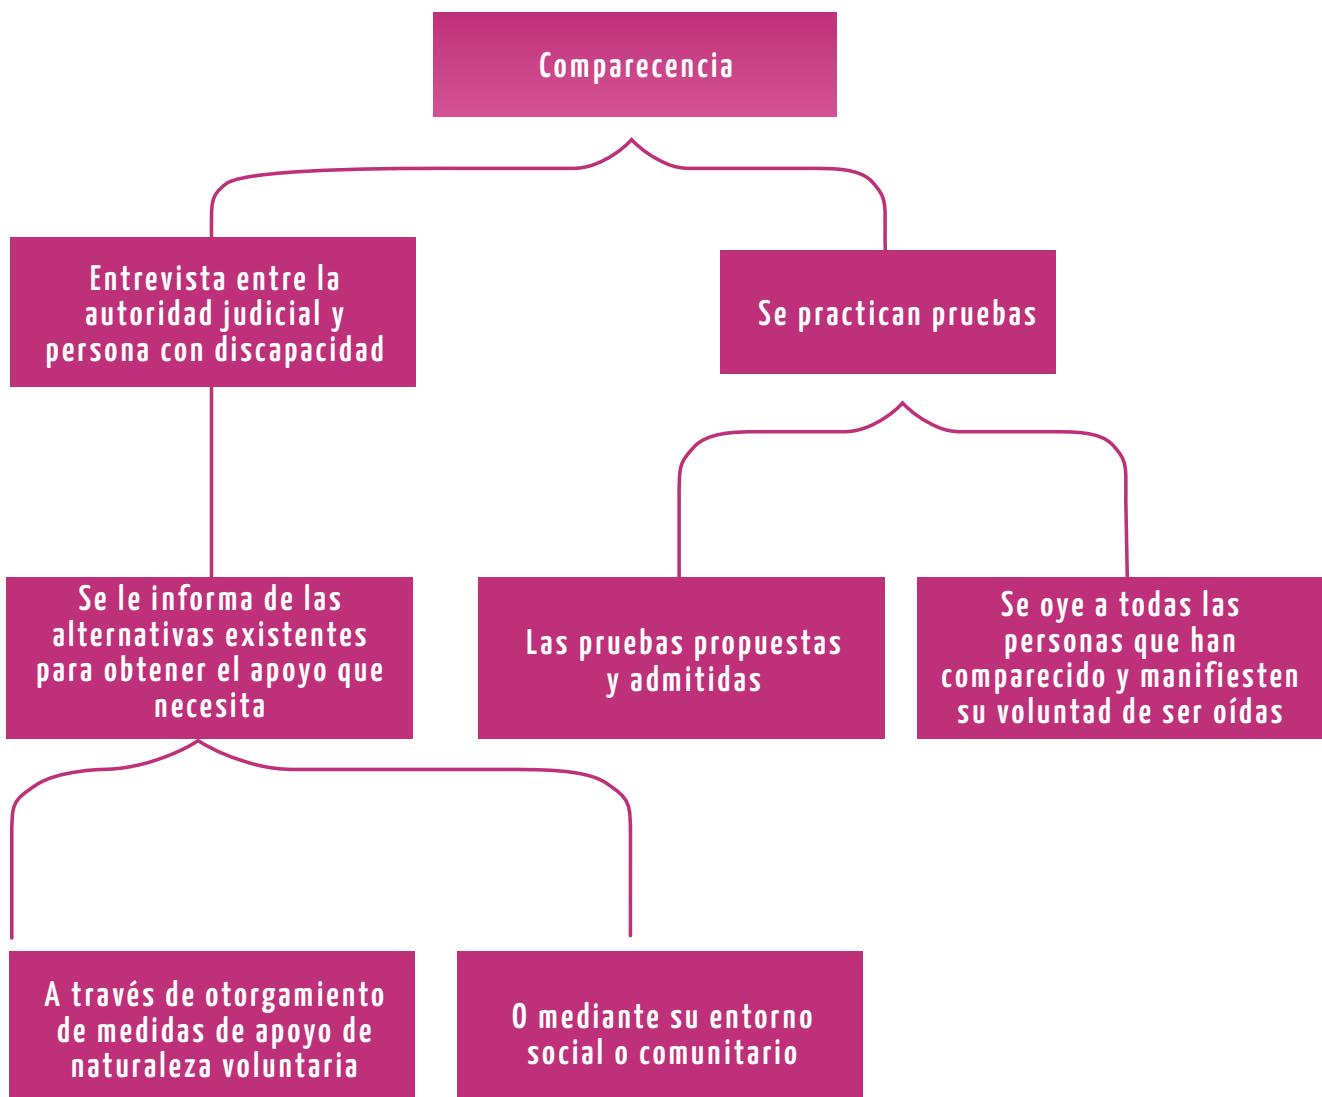 Comparecencia
Entrevista entre la
autoridad judicial y
persona con discapacidad
Se practican pruebas
Se le informa de las
alternativas existentes
para obtener el apoyo que
necesita
Las pruebas propuestas
y admitidas
Se oye a todas las
personas que han
comparecido y manifiesten
su voluntad de ser oídas
A través de otorgamiento
de medidas de apoyo de
naturaleza voluntaria
O mediante su entorno
social o comunitario